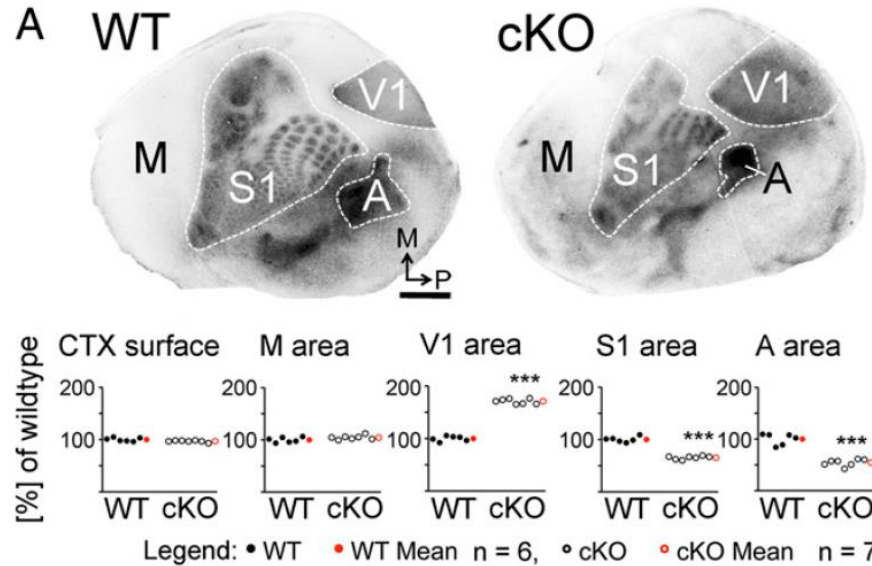 A WT cKO
V1 V1
M M
S1 A S1 A
M
P
CTX surface M area V1 area S1 area A area
[%] of wildtype
200 200 200 200 200
*** *** ***
100 100 100 100 100
WT cKO WT cKO WT cKO WT cKO WT cKO
Legend: WT WT Mean n = 6, cKO cKO Mean n = 7